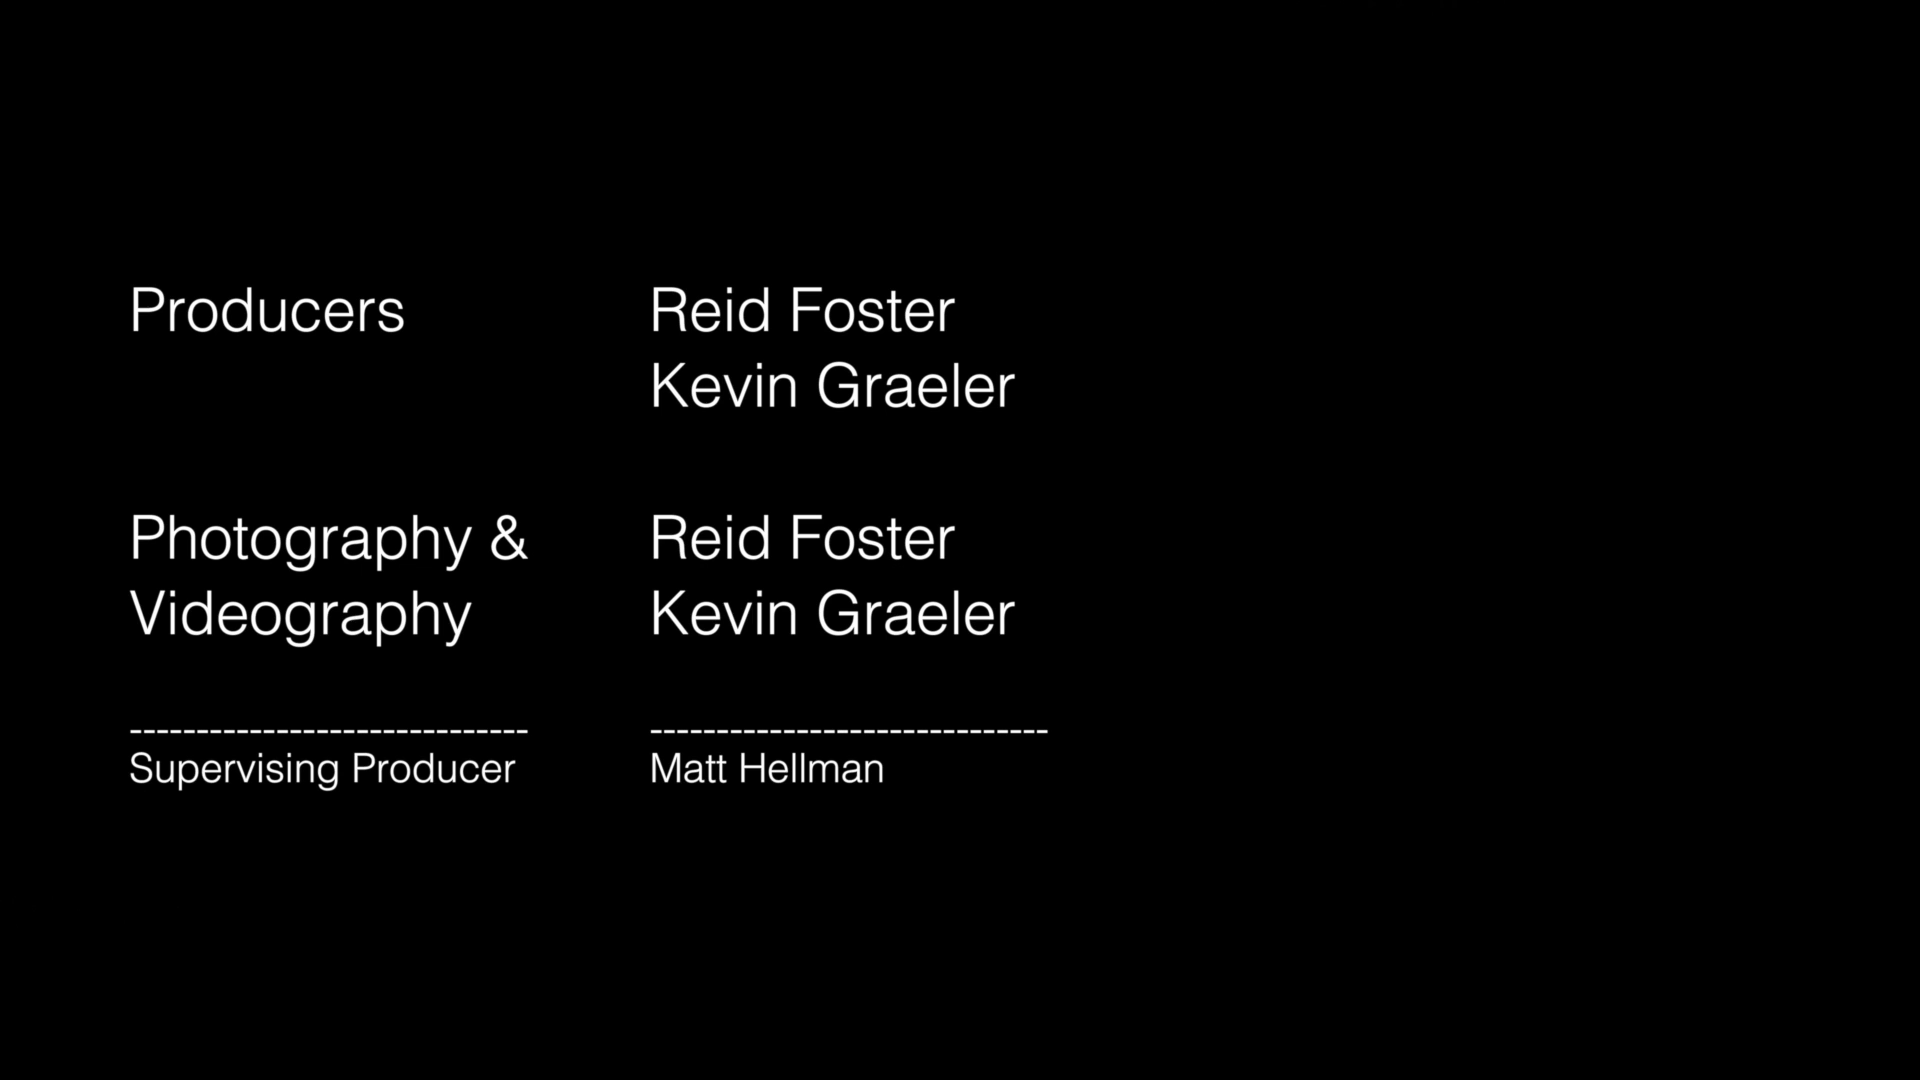 Producers
Reid Foster
Kevin Graeler
Photography &
Videography
Reid Foster
Kevin Graeler
------------------------------
Supervising Producer
------------------------------
Matt Hellman